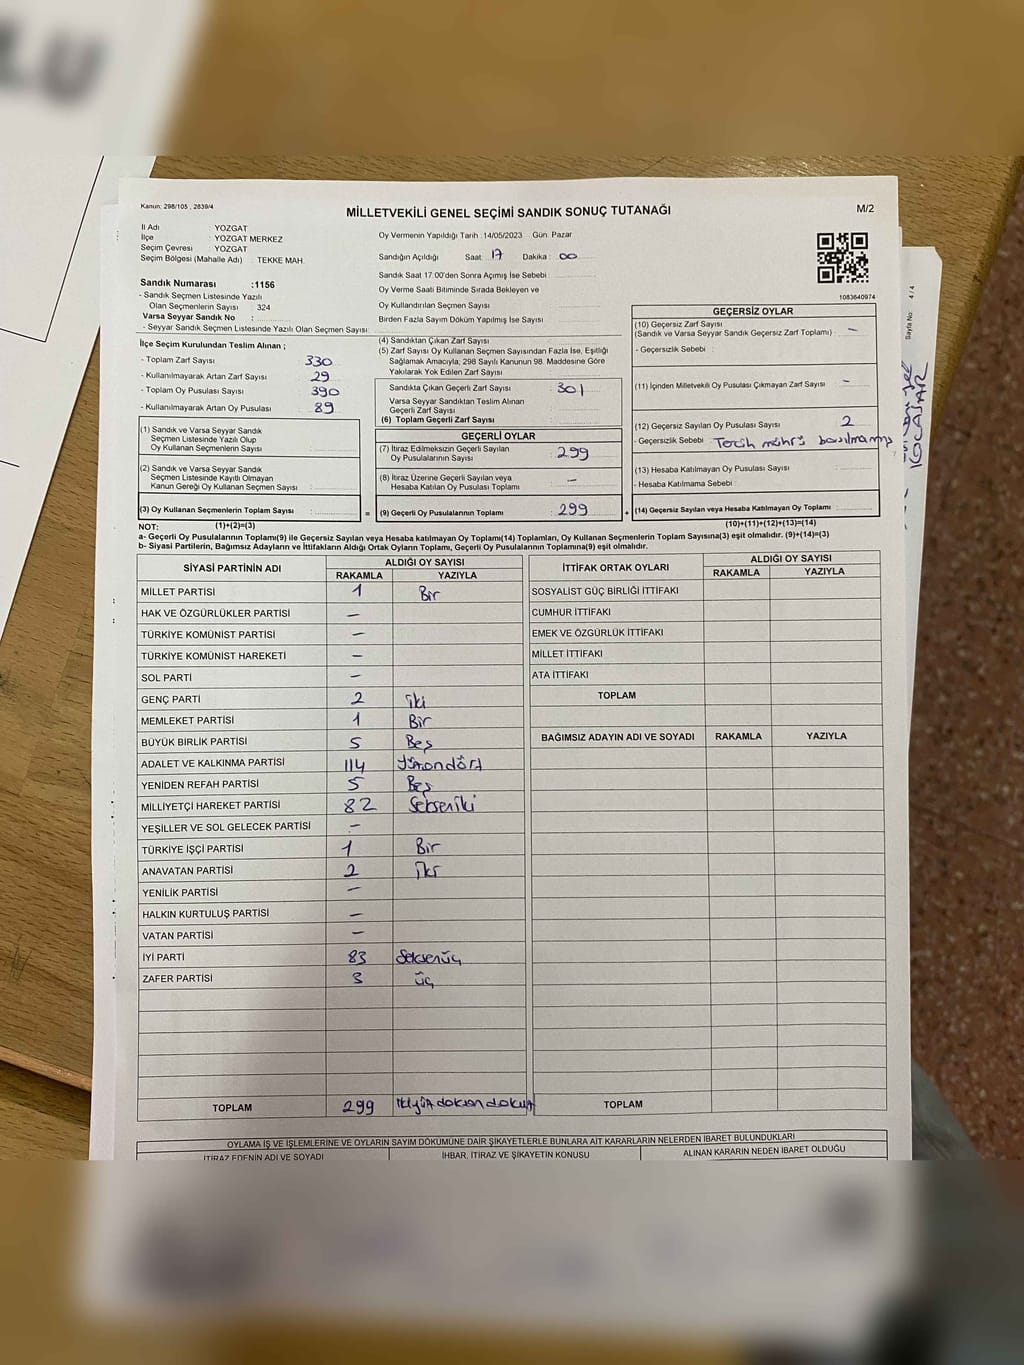 LU
Kanun: 298/105 , 2839/4
MİLLETVEKİLİ GENEL SEÇİMİ SANDIK SONUÇ TUTANAĞI
M/2
İl Adı : YOZGAT
İlçe : YOZGAT MERKEZ
Seçim Çevresi : YOZGAT
Seçim Bölgesi (Mahalle Adı) : TEKKE MAH.
Oy Vermenin Yapıldığı Tarih :14/05/2023 Gün: Pazar
Sandığın Açıldığı Saat: 17 Dakika : 00
Sandık Saat 17.00'den Sonra Açılmış İse Sebebi :
Oy Verme Saati Bitiminde Sırada Bekleyen ve
Oy Kullandırılan Seçmen Sayısı :
Birden Fazla Sayım Döküm Yapılmış İse Sayısı :
1083640974
Sayfa No: 4 / 4
KOCAŞAR
Sandık Numarası :1156
- Sandık Seçmen Listesinde Yazılı
Olan Seçmenlerin Sayısı : 324
Varsa Seyyar Sandık No :
- Seyyar Sandık Seçmen Listesinde Yazılı Olan Seçmen Sayısı:
İlçe Seçim Kurulundan Teslim Alınan ;
- Toplam Zarf Sayısı : 330
- Kullanılmayarak Artan Zarf Sayısı : 29
- Toplam Oy Pusulası Sayısı : 390
- Kullanılmayarak Artan Oy Pusulası : 89
(1) Sandık ve Varsa Seyyar Sandık
Seçmen Listesinde Yazılı Olup
Oy Kullanan Seçmenlerin Sayısı :
(2) Sandık ve Varsa Seyyar Sandık
Seçmen Listesinde Kayıtlı Olmayan
Kanun Gereği Oy Kullanan Seçmen Sayısı :
(3) Oy Kullanan Seçmenlerin Toplam Sayısı :
=
(4) Sandıktan Çıkan Zarf Sayısı :
(5) Zarf Sayısı Oy Kullanan Seçmen Sayısından Fazla İse, Eşitliği
Sağlamak Amacıyla; 298 Sayılı Kanunun 98. Maddesine Göre
Yakılarak Yok Edilen Zarf Sayısı :
Sandıkta Çıkan Geçerli Zarf Sayısı : 301
Varsa Seyyar Sandıktan Teslim Alınan
Geçerli Zarf Sayısı :
(6) Toplam Geçerli Zarf Sayısı :
GEÇERLİ OYLAR
(7) İtiraz Edilmeksizin Geçerli Sayılan
Oy Pusulalarının Sayısı : 299
(8) İtiraz Üzerine Geçerli Sayılan veya
Hesaba Katılan Oy Pusulası Toplamı : –
(9) Geçerli Oy Pusulalarının Toplamı : 299
+
GEÇERSİZ OYLAR
(10) Geçersiz Zarf Sayısı
(Sandık ve Varsa Seyyar Sandık Geçersiz Zarf Toplamı) : –
- Geçersizlik Sebebi :
(11) İçinden Milletvekili Oy Pusulası Çıkmayan Zarf Sayısı : –
(12) Geçersiz Sayılan Oy Pusulası Sayısı : 2
- Geçersizlik Sebebi : Tercih mührü basılmamış
(13) Hesaba Katılmayan Oy Pusulası Sayısı :
- Hesaba Katılmama Sebebi :
(14) Geçersiz Sayılan veya Hesaba Katılmayan Oy Toplamı :
NOT: (1)+(2)=(3) (10)+(11)+(12)+(13)=(14)
a- Geçerli Oy Pusulalarının Toplamı(9) ile Geçersiz Sayılan veya Hesaba katılmayan Oy Toplamı(14) Toplamları, Oy Kullanan Seçmenlerin Toplam Sayısına(3) eşit olmalıdır. (9)+(14)=(3)
b- Siyasi Partilerin, Bağımsız Adayların ve İttifakların Aldığı Ortak Oyların Toplamı, Geçerli Oy Pusulalarının Toplamına(9) eşit olmalıdır.
SİYASİ PARTİNİN ADI ALDIĞI OY SAYISI
RAKAMLA YAZIYLA
MİLLET PARTİSİ 1 Bir
HAK VE ÖZGÜRLÜKLER PARTİSİ –
TÜRKİYE KOMÜNİST PARTİSİ –
TÜRKİYE KOMÜNİST HAREKETİ –
SOL PARTİ –
GENÇ PARTİ 2 iki
MEMLEKET PARTİSİ 1 Bir
BÜYÜK BİRLİK PARTİSİ 5 Beş
ADALET VE KALKINMA PARTİSİ 114 yüzondört
YENİDEN REFAH PARTİSİ 5 Beş
MİLLİYETÇİ HAREKET PARTİSİ 82 Sekseniki
YEŞİLLER VE SOL GELECEK PARTİSİ –
TÜRKİYE İŞÇİ PARTİSİ 1 Bir
ANAVATAN PARTİSİ 2 iki
YENİLİK PARTİSİ –
HALKIN KURTULUŞ PARTİSİ –
VATAN PARTİSİ –
İYİ PARTİ 83 Seksenüç
ZAFER PARTİSİ 3 üç
TOPLAM 299 ikiyüzdoksandokuz
İTTİFAK ORTAK OYLARI ALDIĞI OY SAYISI
RAKAMLA YAZIYLA
SOSYALİST GÜÇ BİRLİĞİ İTTİFAKI
CUMHUR İTTİFAKI
EMEK VE ÖZGÜRLÜK İTTİFAKI
MİLLET İTTİFAKI
ATA İTTİFAKI
TOPLAM
BAĞIMSIZ ADAYIN ADI VE SOYADI RAKAMLA YAZIYLA
TOPLAM
OYLAMA İŞ VE İŞLEMLERİNE VE OYLARIN SAYIM DÖKÜMÜNE DAİR ŞİKAYETLERLE BUNLARA AİT KARARLARIN NELERDEN İBARET BULUNDUKLARI
İTİRAZ EDENİN ADI VE SOYADI İHBAR, İTİRAZ VE ŞİKAYETİN KONUSU ALINAN KARARIN NEDEN İBARET OLDUĞU